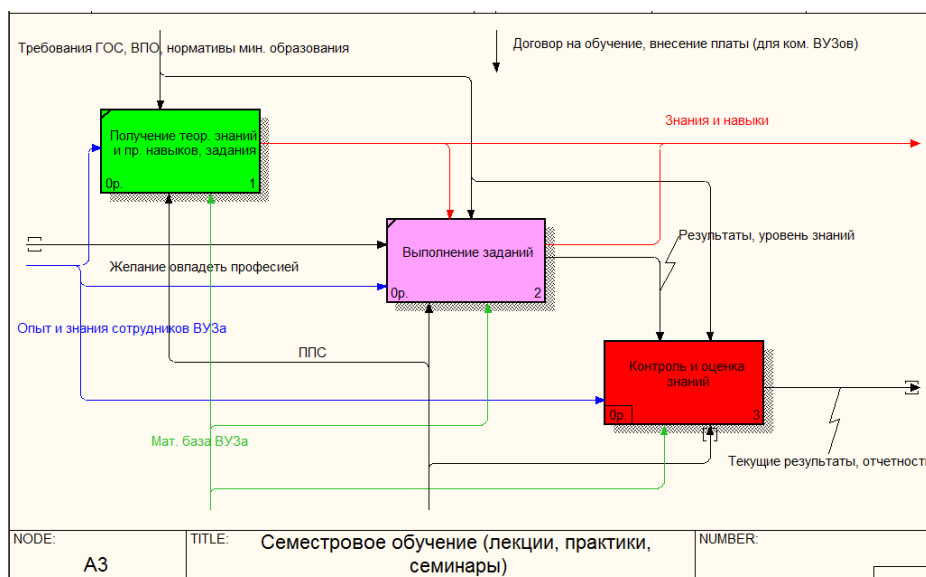 Требования ГОС, ВПО, нормативы мин. образования
Договор на обучение, внесение платы (для ком. ВУЗов)
Знания и навыки
Получение теор. знаний
и пр. навыков, задания
0р. 1
Выполнение заданий
0р. 2
Результаты, уровень знаний
Желание овладеть професией
Опыт и знания сотрудников ВУЗа
ППС
Контроль и оценка
знаний
0р. 3
Мат. база ВУЗа
Текущие результаты, отчетность
NODE:
A3
TITLE:
Семестровое обучение (лекции, практики,
семинары)
NUMBER: